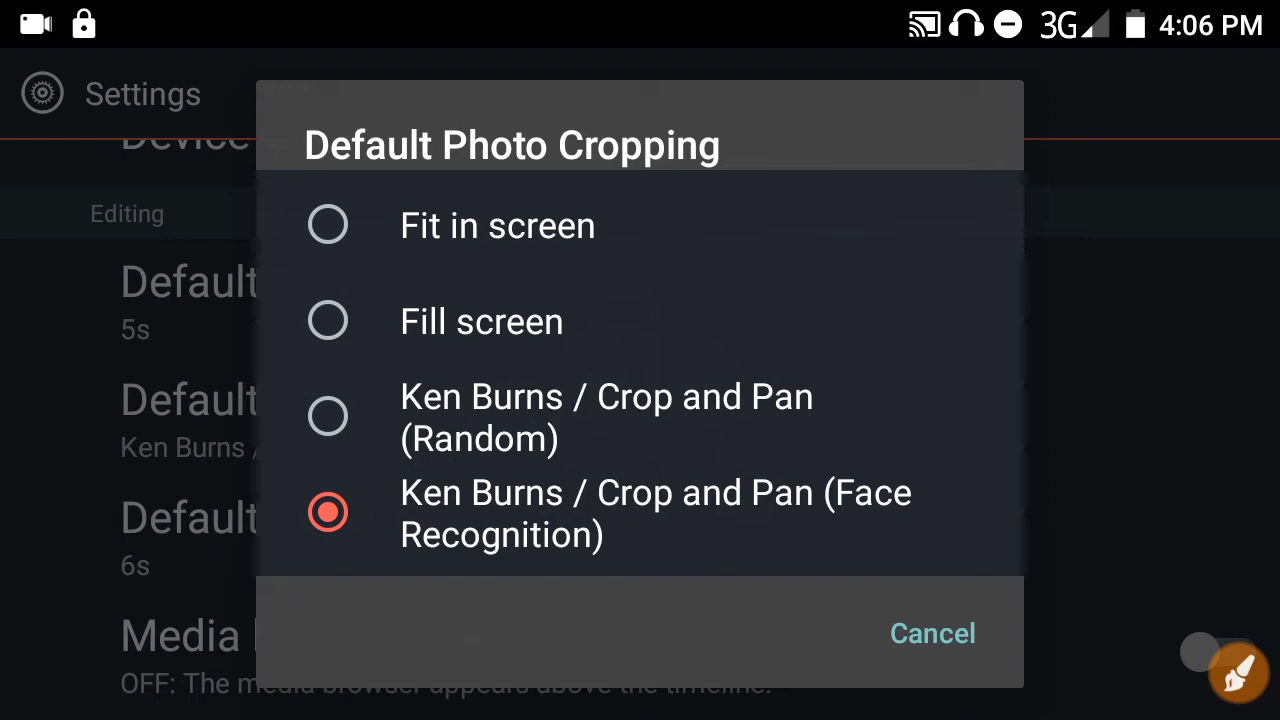 3G 4:06 PM
Settings
Default Photo Cropping
Device
Editing
Fit in screen
Default
5s
Fill screen
Default
Ken Burns /
Ken Burns / Crop and Pan
(Random)
Default
6s
Ken Burns / Crop and Pan (Face
Recognition)
Media
OFF: The media browser appears above the timeline.
Cancel